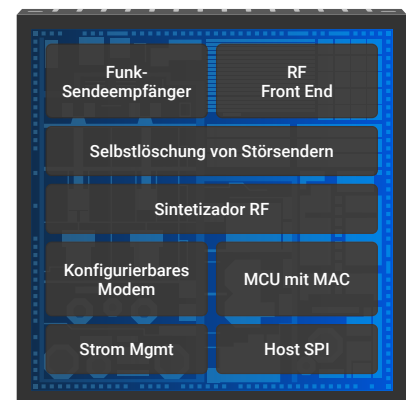 Funk-
Sendeempfänger
RF
Front End
Selbstlöschung von Störsendern
Sintetizador RF
Konfigurierbares
Modem
MCU mit MAC
Strom Mgmt
Host SPI